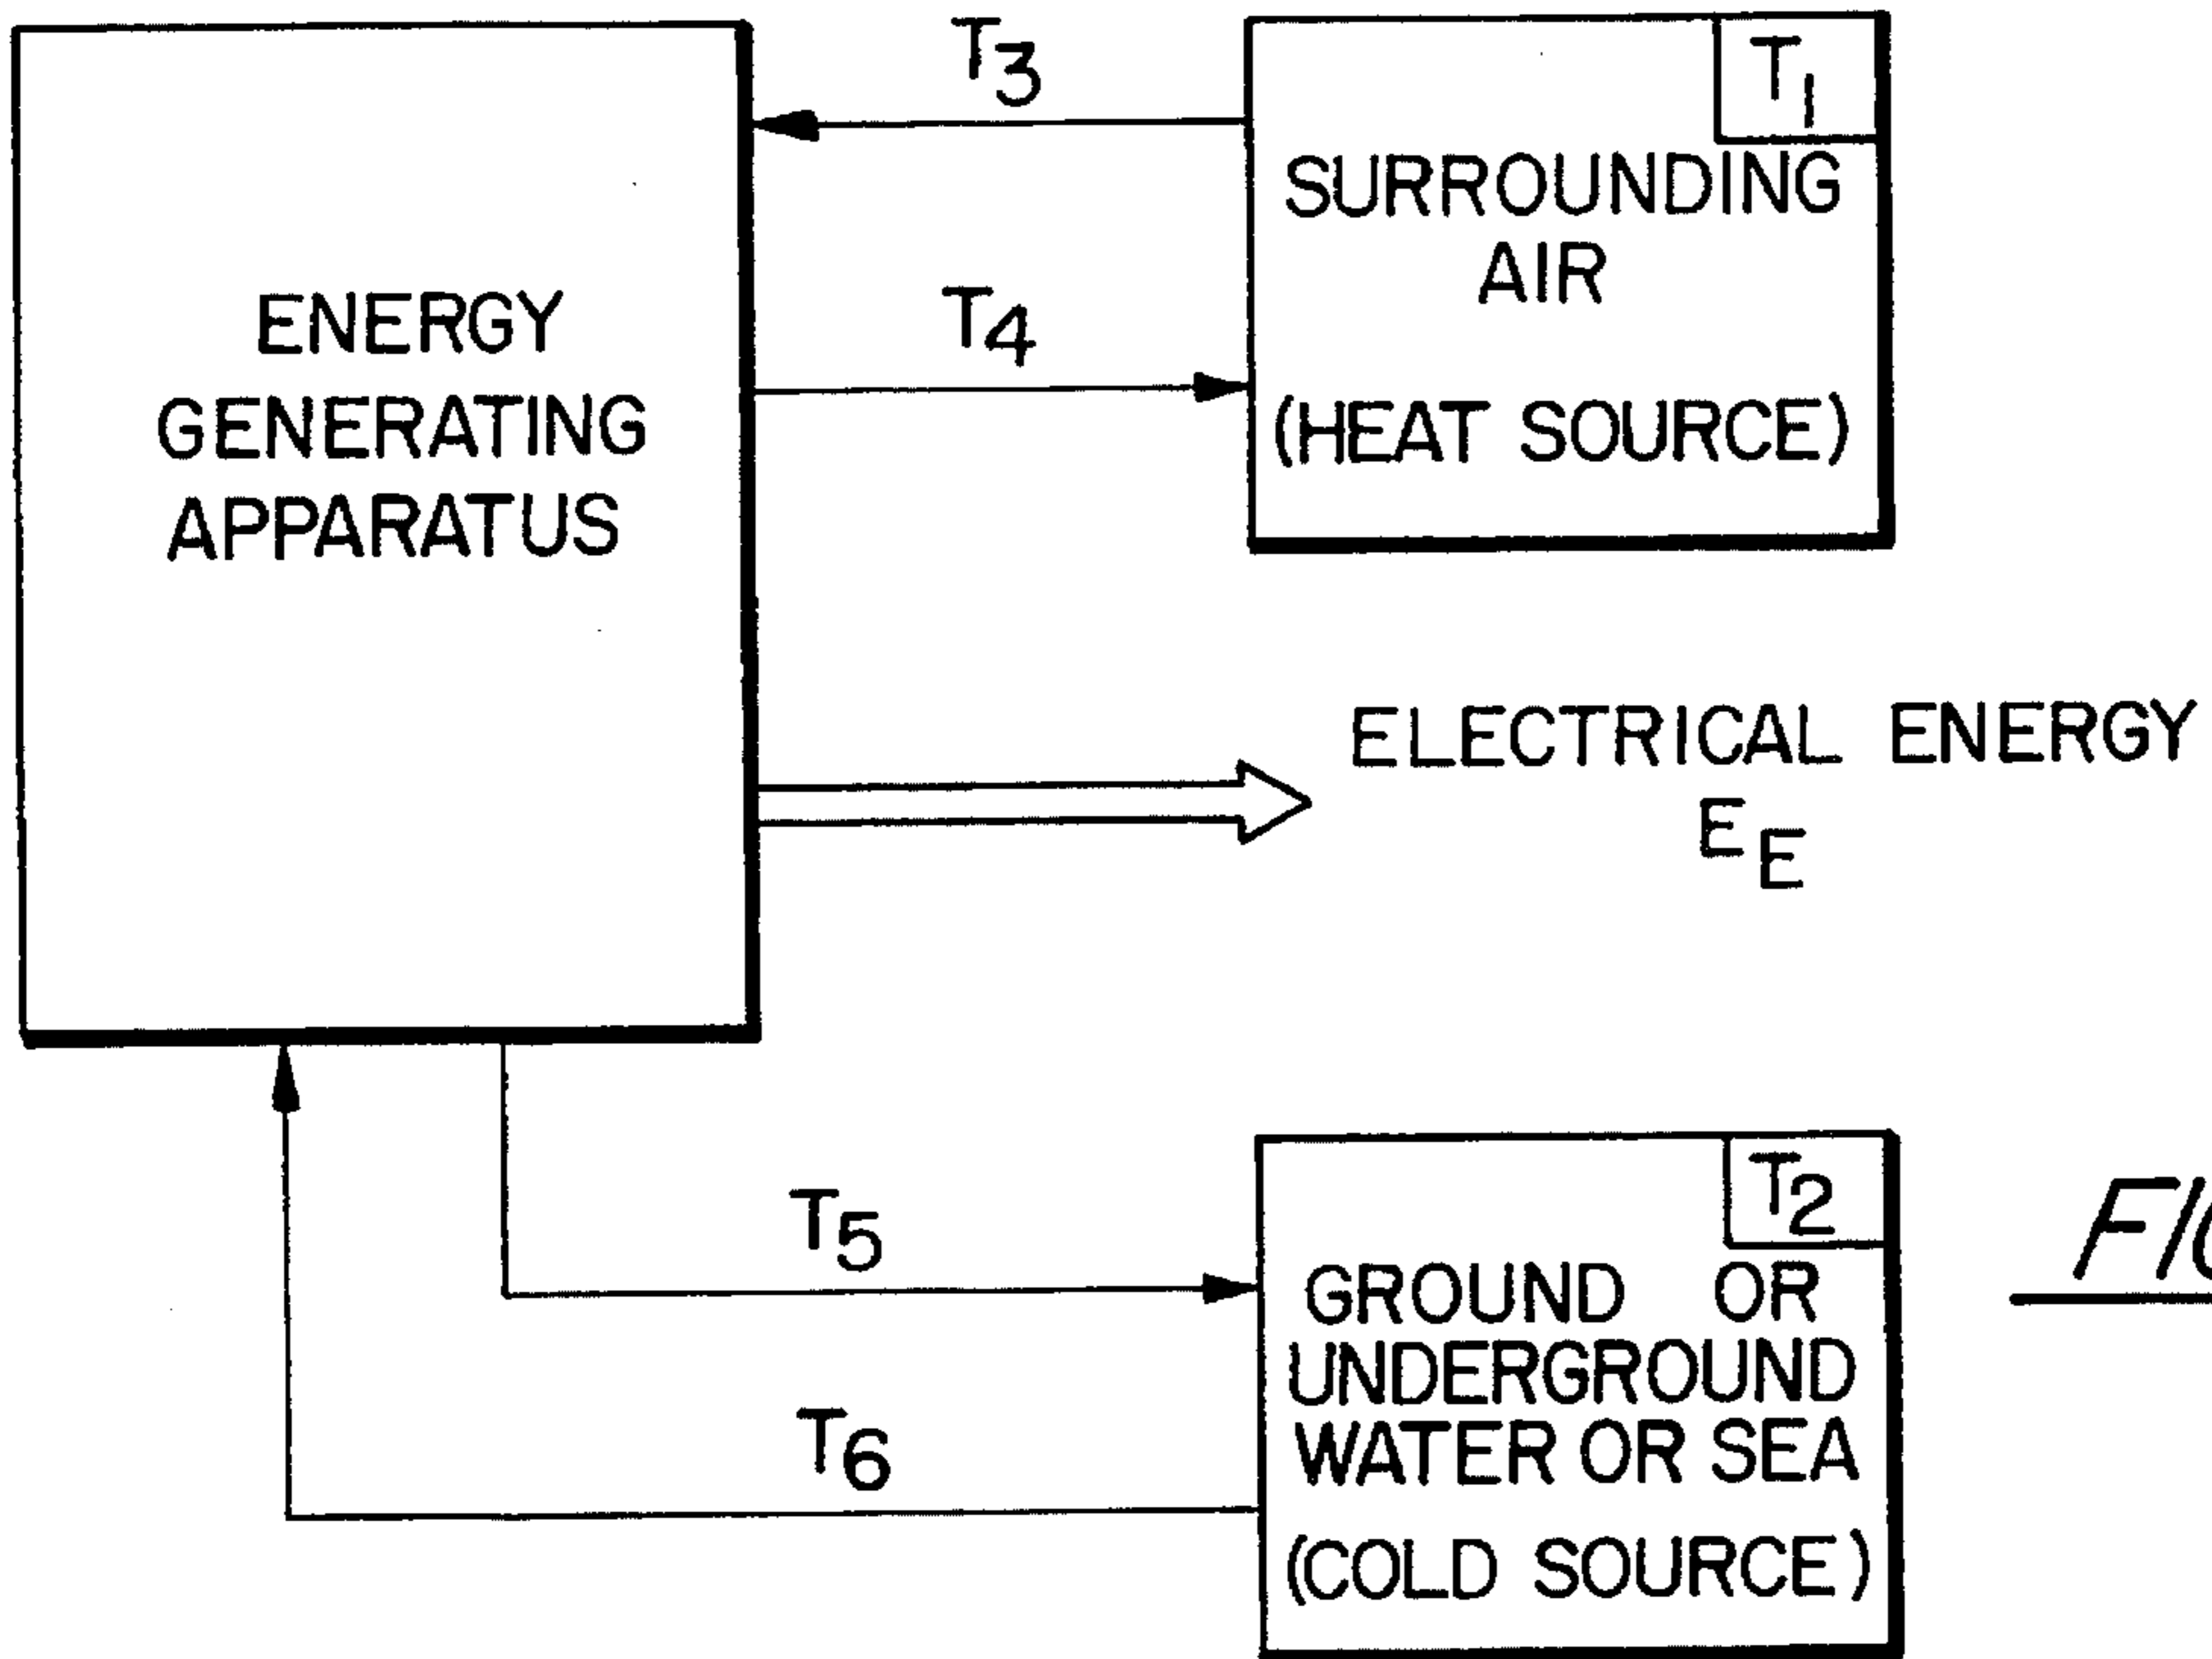 ENERGY
GENERATING
APPARATUS
T3
T4
T1
SURROUNDING
AIR
(HEAT SOURCE)
ELECTRICAL ENERGY
EE
T5
T6
T2
GROUND OR
UNDERGROUND
WATER OR SEA
(COLD SOURCE)